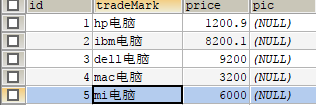 id tradeMark price pic
1 hp电脑 1200.9 (NULL)
2 ibm电脑 8200.1 (NULL)
3 dell电脑 9200 (NULL)
4 mac电脑 3200 (NULL)
5 mi电脑 6000 (NULL)